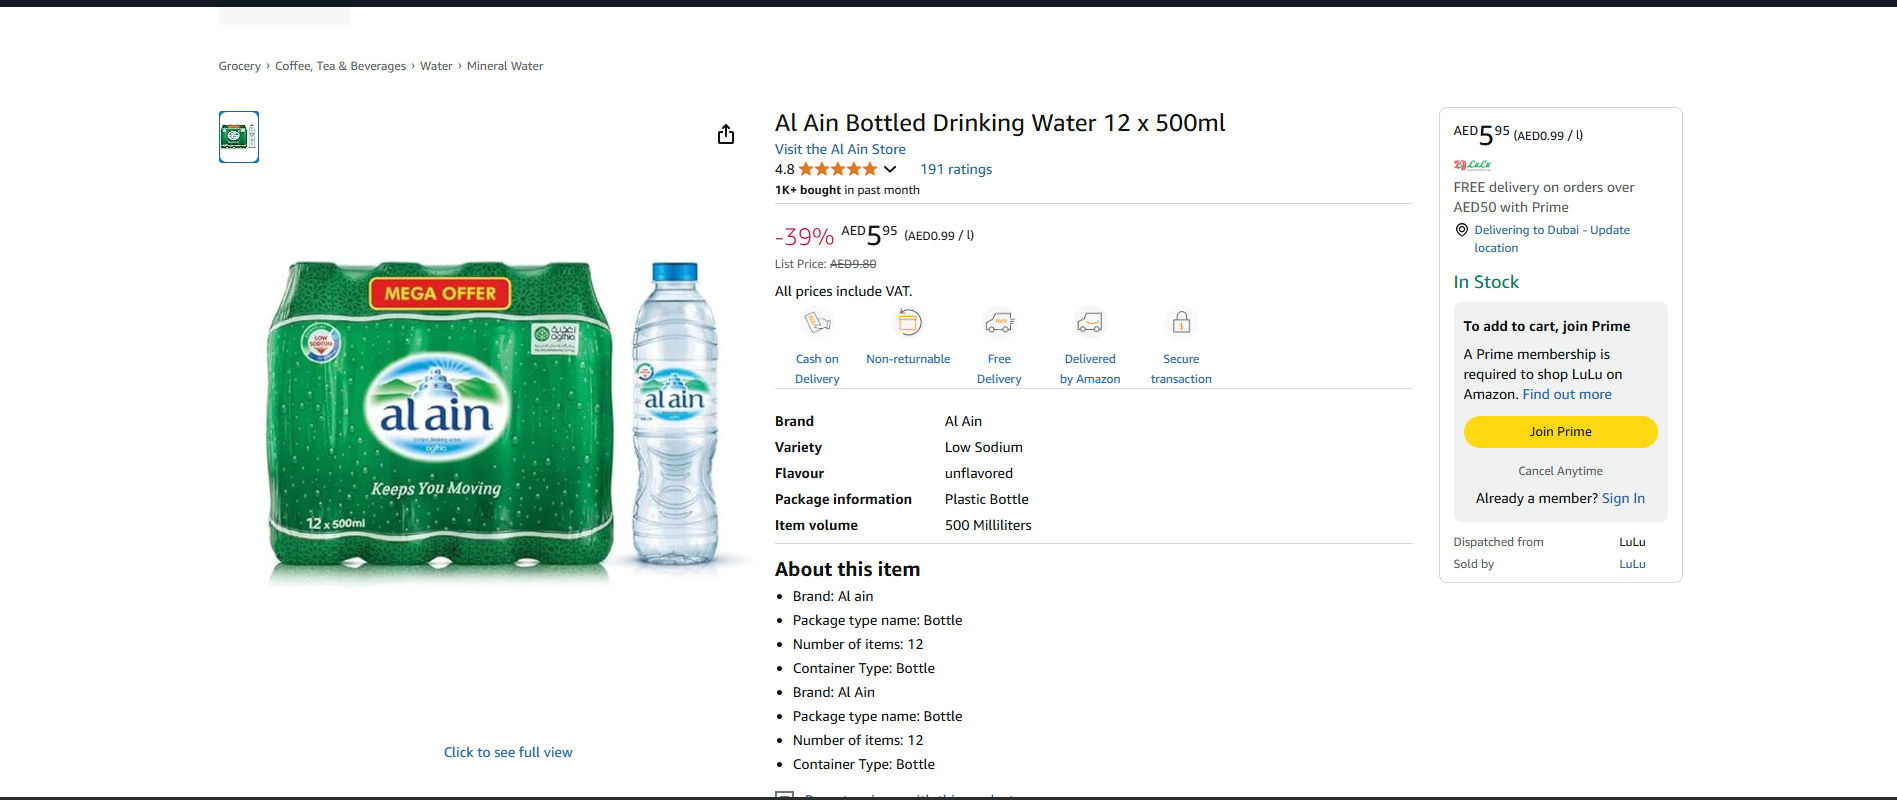 Grocery › Coffee, Tea & Beverages › Water › Mineral Water
MEGA OFFER
LOW
SODIUM
اغذية
agthia
al ain
bottled drinking water
agthia
Keeps You Moving
12 x 500ml
al ain
Click to see full view
Al Ain Bottled Drinking Water 12 x 500ml
Visit the Al Ain Store
4.8
191 ratings
1K+ bought in past month
-39% AED5 95 (AED0.99 / l)
List Price: AED9.80
All prices include VAT.
FREE
Cash on
Delivery
Non-returnable
Free
Delivery
Delivered
by Amazon
Secure
transaction
Brand Al Ain
Variety Low Sodium
Flavour unflavored
Package information Plastic Bottle
Item volume 500 Milliliters
About this item
• Brand: Al ain
• Package type name: Bottle
• Number of items: 12
• Container Type: Bottle
• Brand: Al Ain
• Package type name: Bottle
• Number of items: 12
• Container Type: Bottle
AED5 95 (AED0.99 / l)
LuLu
FREE delivery on orders over
AED50 with Prime
Delivering to Dubai - Update
location
In Stock
To add to cart, join Prime
A Prime membership is
required to shop LuLu on
Amazon. Find out more
Join Prime
Cancel Anytime
Already a member? Sign In
Dispatched from LuLu
Sold by LuLu